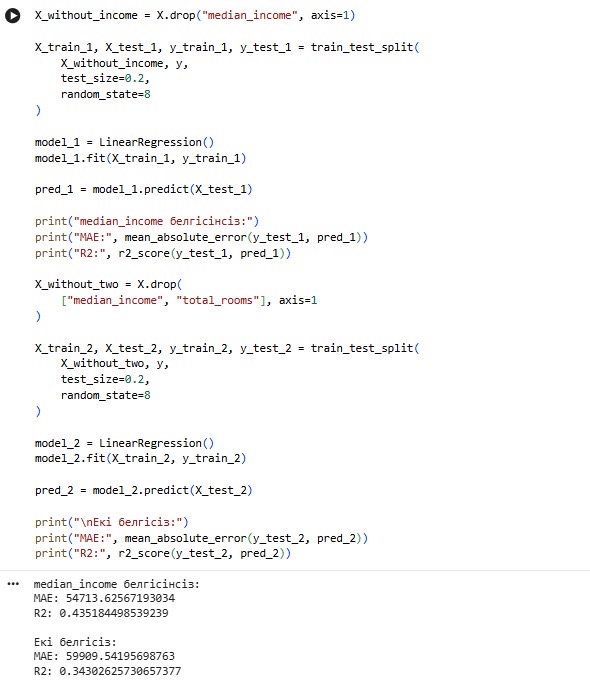 X_without_income = X.drop("median_income", axis=1)
X_train_1, X_test_1, y_train_1, y_test_1 = train_test_split(
    X_without_income, y,
    test_size=0.2,
    random_state=8
)
model_1 = LinearRegression()
model_1.fit(X_train_1, y_train_1)
pred_1 = model_1.predict(X_test_1)
print("median_income белгісінсіз:")
print("MAE:", mean_absolute_error(y_test_1, pred_1))
print("R2:", r2_score(y_test_1, pred_1))
X_without_two = X.drop(
    ["median_income", "total_rooms"], axis=1
)
X_train_2, X_test_2, y_train_2, y_test_2 = train_test_split(
    X_without_two, y,
    test_size=0.2,
    random_state=8
)
model_2 = LinearRegression()
model_2.fit(X_train_2, y_train_2)
pred_2 = model_2.predict(X_test_2)
print("\nЕкі белгісіз:")
print("MAE:", mean_absolute_error(y_test_2, pred_2))
print("R2:", r2_score(y_test_2, pred_2))
median_income белгісінсіз:
MAE: 54713.62567193034
R2: 0.435184498539239
Екі белгісіз:
MAE: 59909.54195698763
R2: 0.34302625730657377